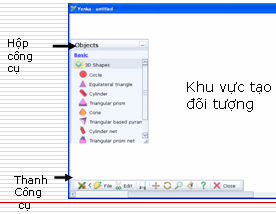 Yenka - untitled
Hộp
công
cụ
Objects
Basic
3D Shapes
Circle
Equilateral triangle
Cylinder
Triangular prism
Cone
Triangular based pyram
Cylinder net
Triangular prism net
Khu vực tạo
đối tượng
Thanh
Công
cụ
File Edit ? Close